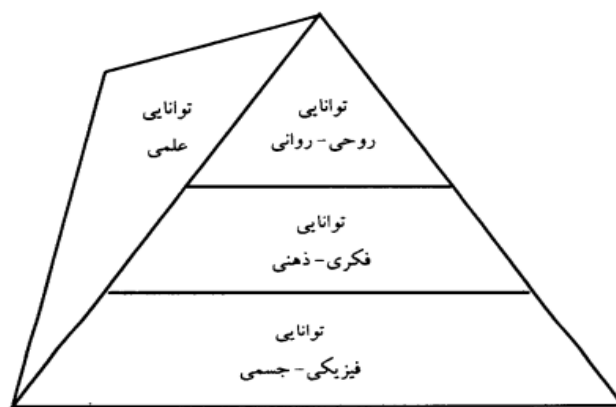 توانایی
روحی - روانی
توانایی
علمی
توانایی
فکری - ذهنی
توانایی
فیزیکی - جسمی